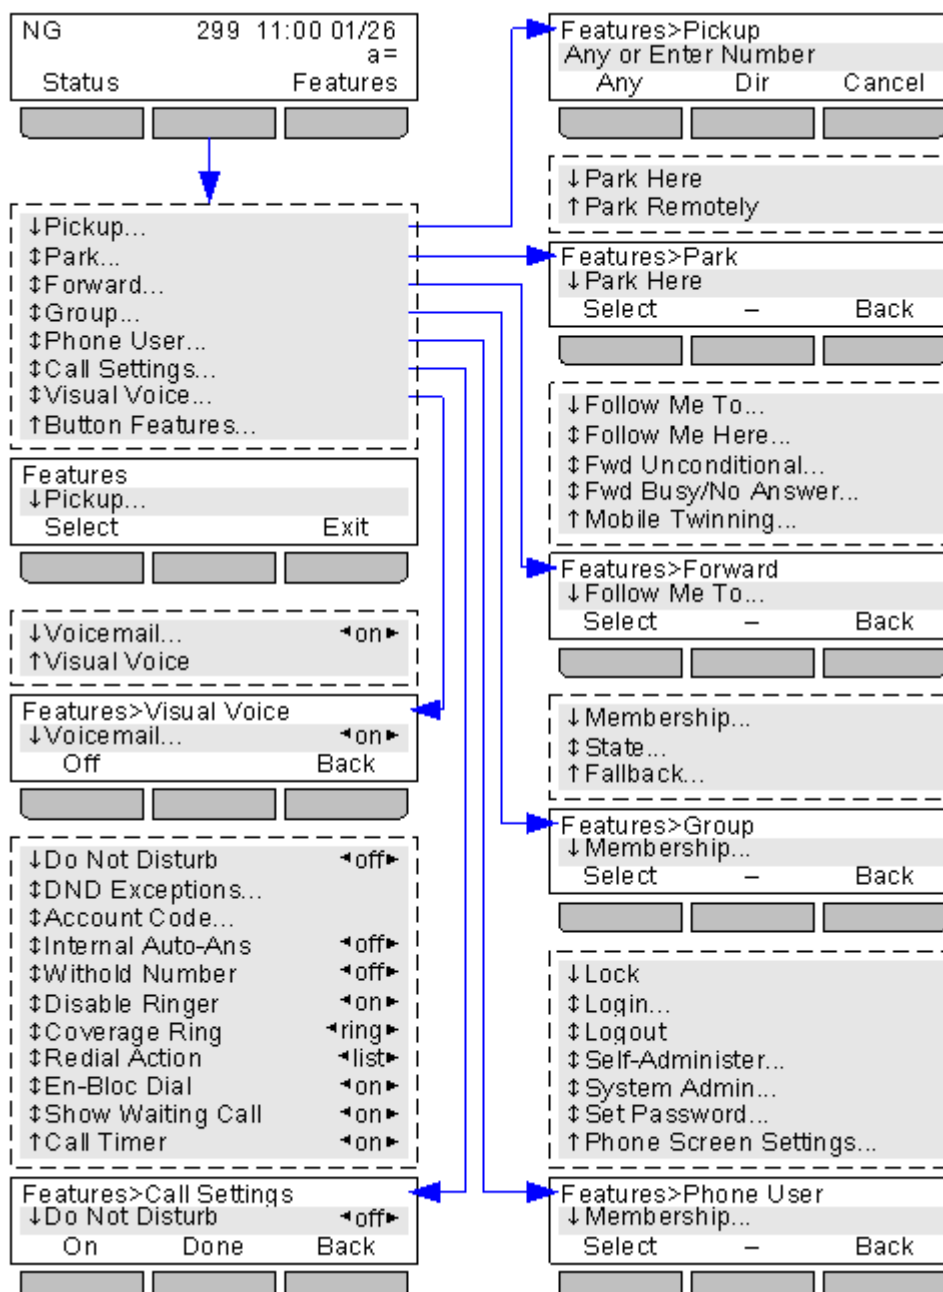 NG 299 11:00 01/26
a=
Status Features
↓Pickup...
↕Park...
↕Forward...
↕Group...
↕Phone User...
↕Call Settings...
↕Visual Voice...
↑Button Features...
Features
↓Pickup...
Select Exit
↓Voicemail... ◄on►
↑Visual Voice
Features>Visual Voice
↓Voicemail... ◄on►
Off Back
↓Do Not Disturb ◄off►
↕DND Exceptions...
↕Account Code...
↕Internal Auto-Ans ◄off►
↕Withold Number ◄off►
↕Disable Ringer ◄on►
↕Coverage Ring ◄ring►
↕Redial Action ◄list►
↕En-Bloc Dial ◄on►
↕Show Waiting Call ◄on►
↑Call Timer ◄on►
Features>Call Settings
↓Do Not Disturb ◄off►
On Done Back
Features>Pickup
Any or Enter Number
Any Dir Cancel
↓Park Here
↑Park Remotely
Features>Park
↓Park Here
Select – Back
↓Follow Me To...
↕Follow Me Here...
↕Fwd Unconditional...
↕Fwd Busy/No Answer...
↑Mobile Twinning...
Features>Forward
↓Follow Me To...
Select – Back
↓Membership...
↕State...
↑Fallback...
Features>Group
↓Membership...
Select – Back
↓Lock
↕Login...
↕Logout
↕Self-Administer...
↕System Admin...
↕Set Password...
↑Phone Screen Settings...
Features>Phone User
↓Membership...
Select – Back